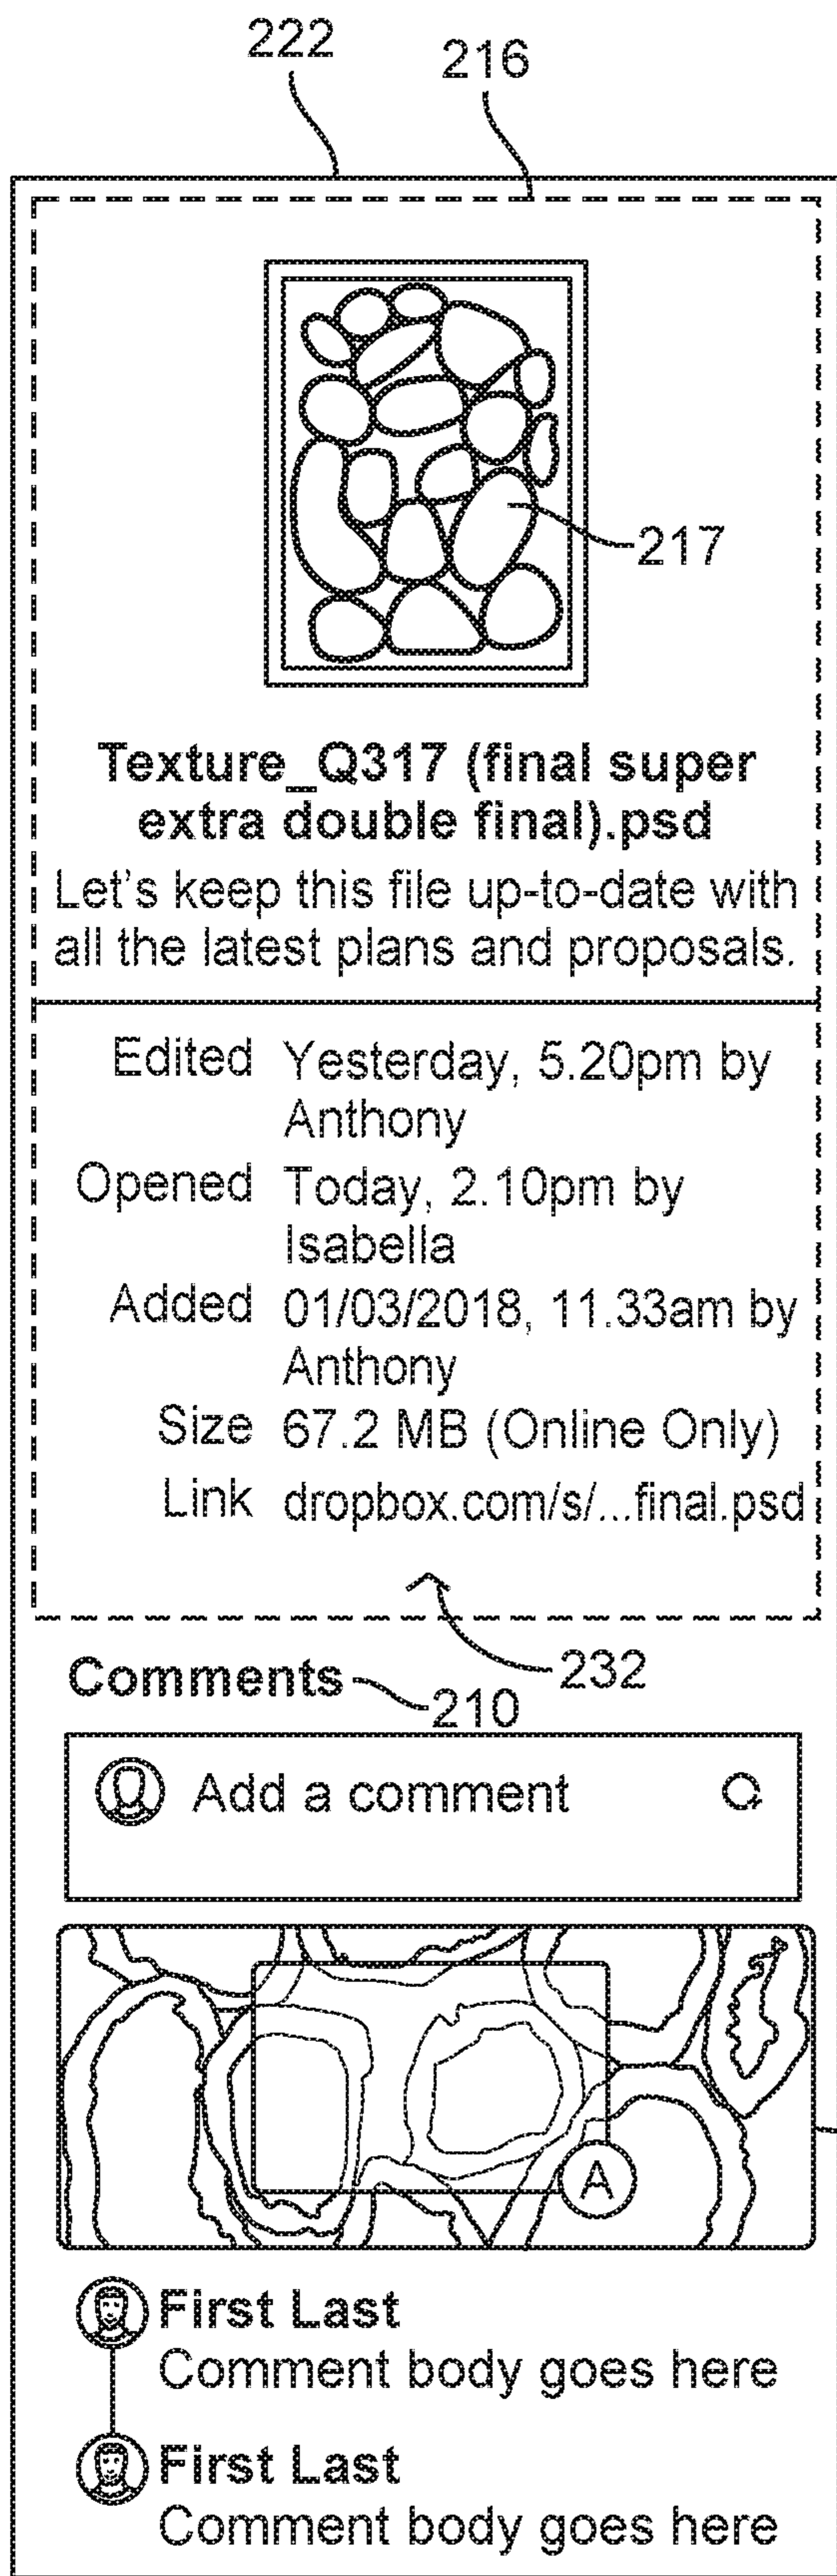 222
216
217
Texture_Q317 (final super
extra double final).psd
Let's keep this file up-to-date with
all the latest plans and proposals.
Edited Yesterday, 5.20pm by
Anthony
Opened Today, 2.10pm by
Isabella
Added 01/03/2018, 11.33am by
Anthony
Size 67.2 MB (Online Only)
Link dropbox.com/s/...final.psd
232
Comments
210
Add a comment
A
First Last
Comment body goes here
First Last
Comment body goes here